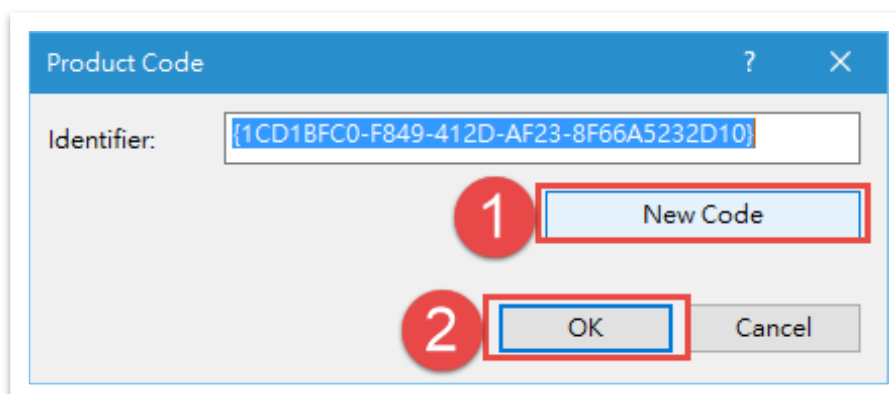 Product Code ?
Identifier: {1CD1BFC0-F849-412D-AF23-8F66A5232D10}
1 New Code
2 OK Cancel